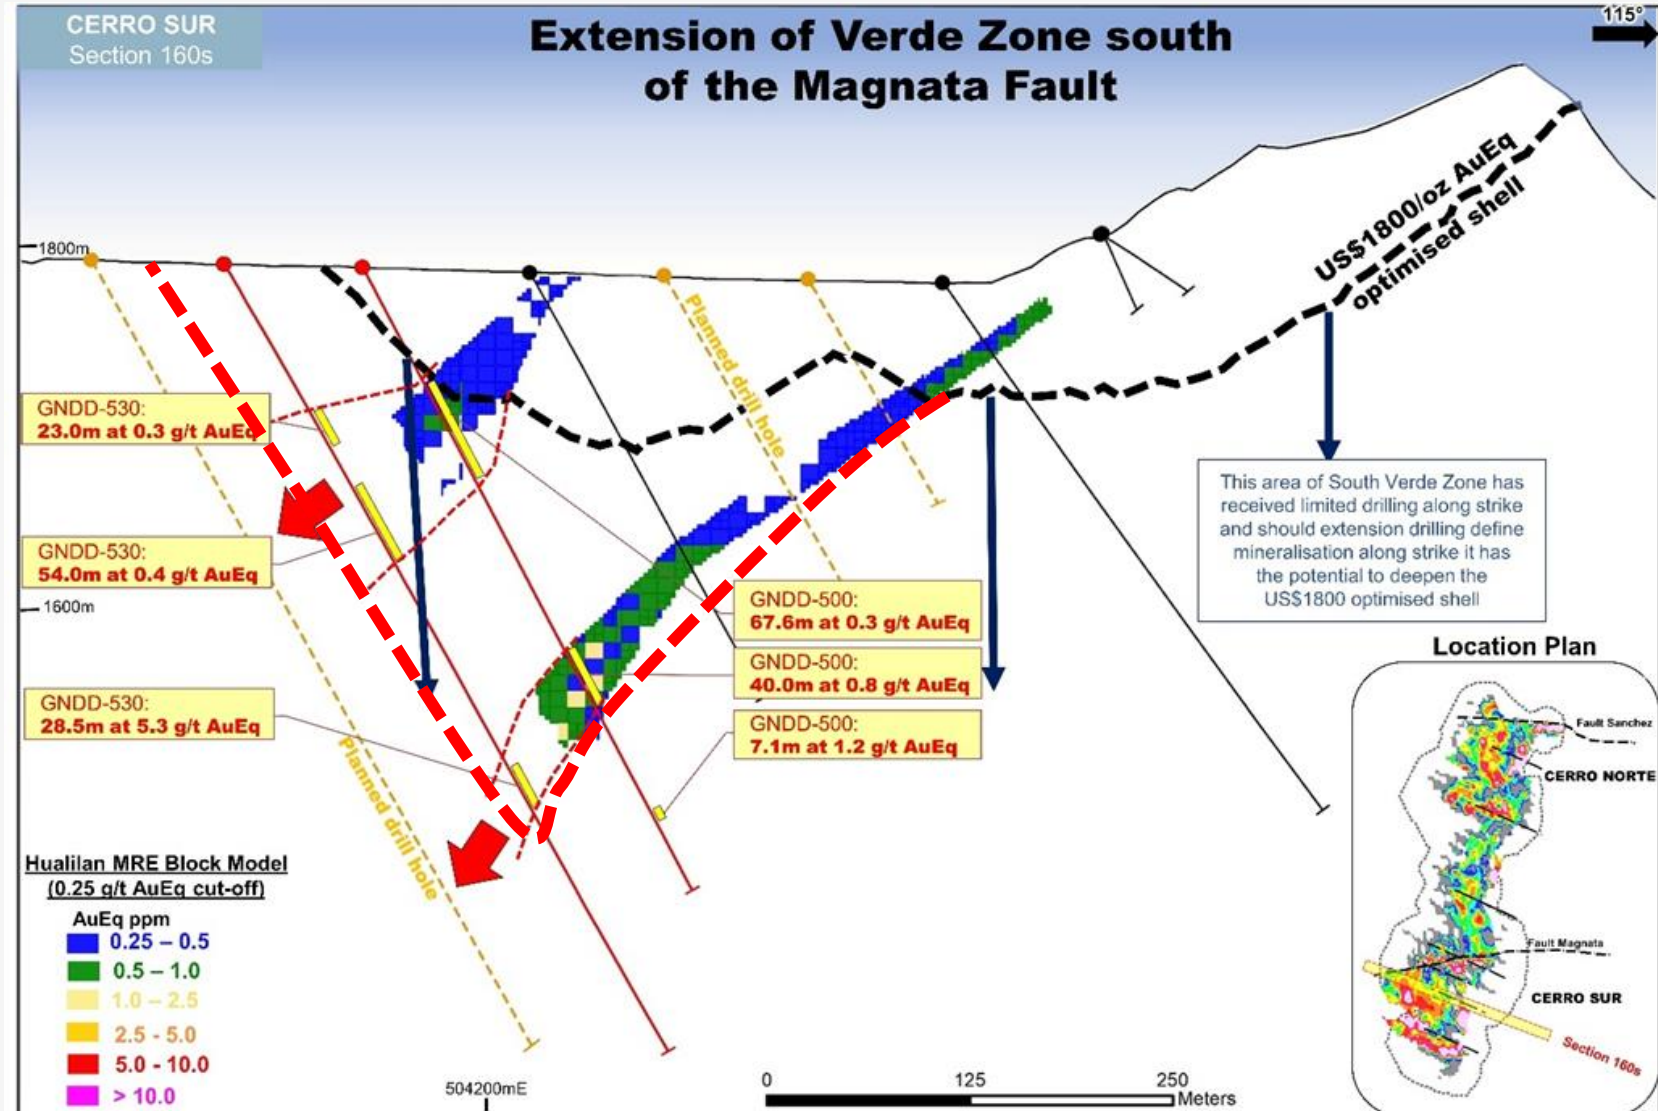 CERRO SUR
Section 160s
Extension of Verde Zone south
of the Magnata Fault
115°
1800m
US$1800/oz AuEq
optimised shell
Planned drill hole
GNDD-530:
23.0m at 0.3 g/t AuEq
GNDD-530:
54.0m at 0.4 g/t AuEq
1600m
GNDD-530:
28.5m at 5.3 g/t AuEq
GNDD-500:
67.6m at 0.3 g/t AuEq
GNDD-500:
40.0m at 0.8 g/t AuEq
GNDD-500:
7.1m at 1.2 g/t AuEq
This area of South Verde Zone has
received limited drilling along strike
and should extension drilling define
mineralisation along strike it has
the potential to deepen the
US$1800 optimised shell
Planned drill hole
Location Plan
Fault Sanchez
CERRO NORTE
Fault Magnata
CERRO SUR
Section 160s
Hualilan MRE Block Model
(0.25 g/t AuEq cut-off)
AuEq ppm
0.25 – 0.5
0.5 – 1.0
1.0 – 2.5
2.5 - 5.0
5.0 - 10.0
> 10.0
504200mE
0 125 250
Meters